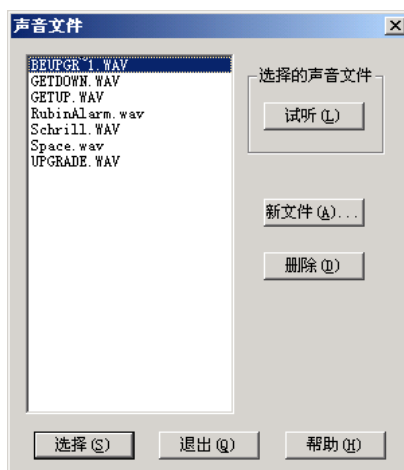 声音文件
BEUPGR~1.WAV
GETDOWN.WAV
GETUP.WAV
RubinAlarm.wav
Schrill.WAV
Space.wav
UPGRADE.WAV
选择的声音文件
试听(L)
新文件(A)...
删除(D)
选择(S)
退出(Q)
帮助(H)